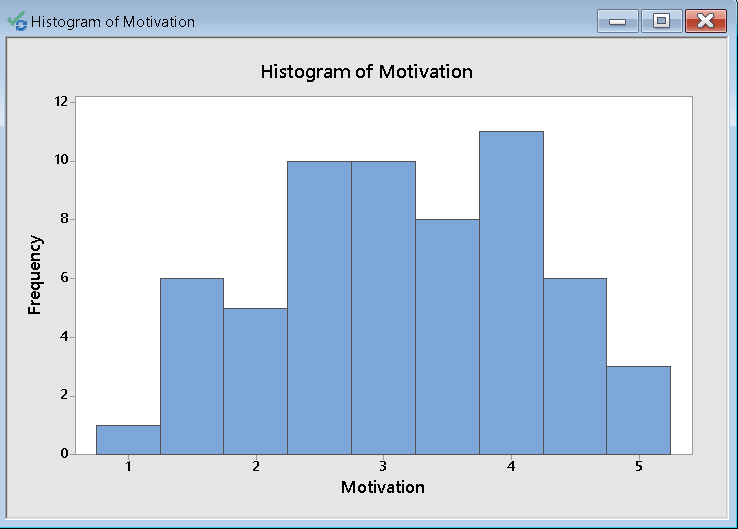 Histogram of Motivation
Histogram of Motivation
12
10
8
6
4
2
0
Frequency
1 2 3 4 5
Motivation